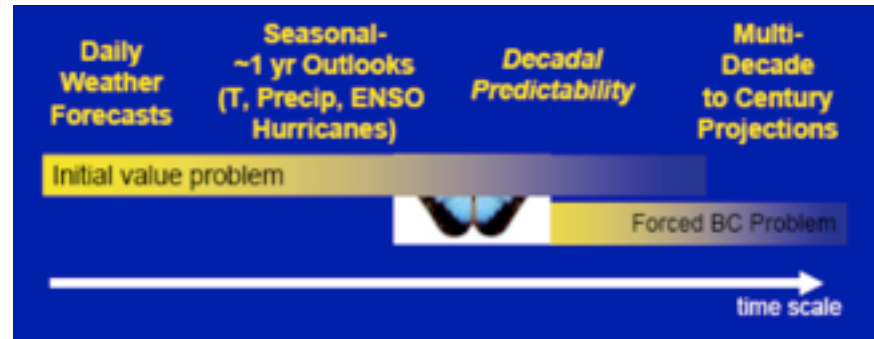 Daily
Weather
Forecasts
Seasonal-
~1 yr Outlooks
(T, Precip, ENSO
Hurricanes)
Decadal
Predictability
Multi-
Decade
to Century
Projections
Initial value problem
Forced BC Problem
time scale